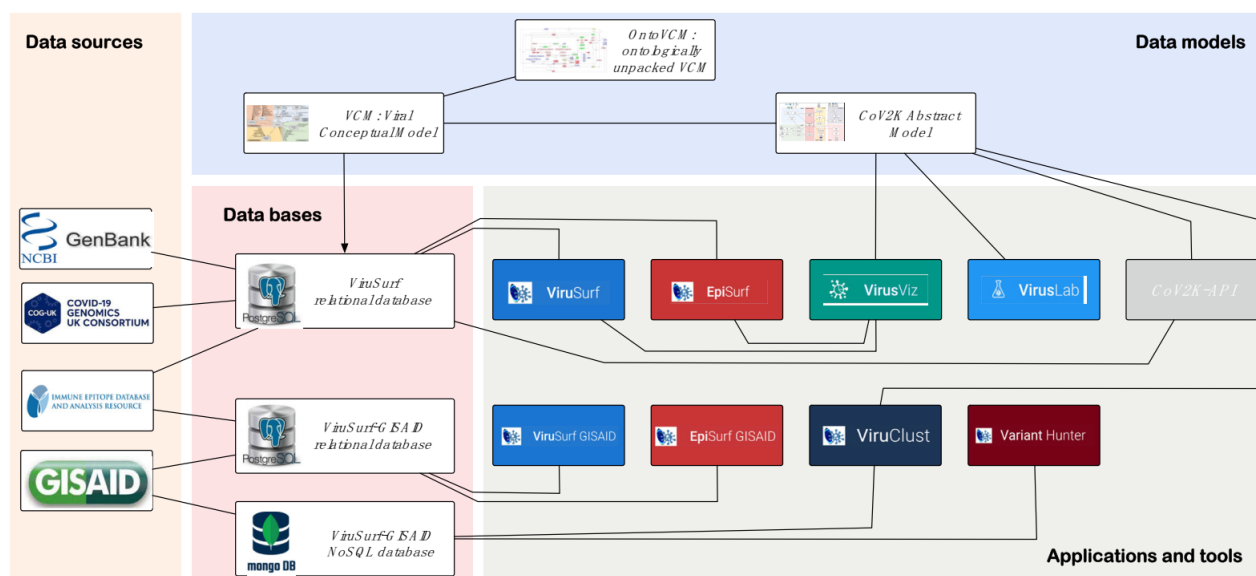 Data sources
OntoVCM:
ontologically
unpacked VCM
Data models
VCM: Viral
Conceptual Model
CoV2K Abstract
Model
Data bases
NCBI
GenBank
COG-UK
COVID-19
GENOMICS
UK CONSORTIUM
IMMUNE EPITOPE DATABASE
AND ANALYSIS RESOURCE
GISAID
PostgreSQL
ViruSurf
relational database
PostgreSQL
ViruSurf-GISAID
relational database
mongoDB
ViruSurf-GISAID
NoSQL database
ViruSurf
EpiSurf
VirusViz
VirusLab
CoV2K-API
ViruSurf GISAID
EpiSurf GISAID
ViruClust
Variant Hunter
Applications and tools